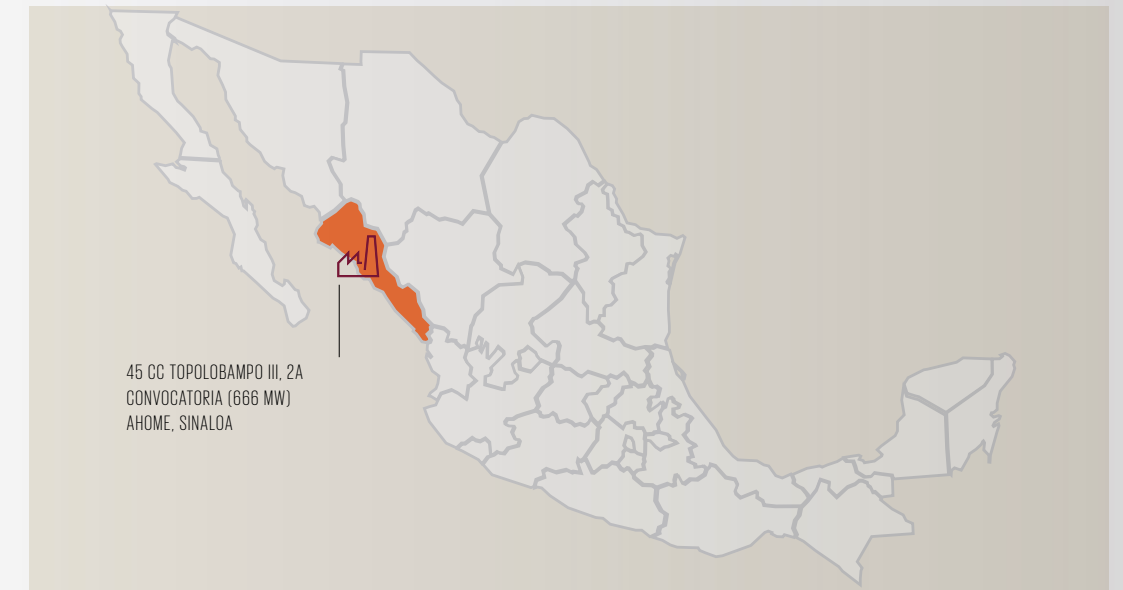 45 CC TOPOLOBAMPO III, 2A
CONVOCATORIA (666 MW)
AHOME, SINALOA